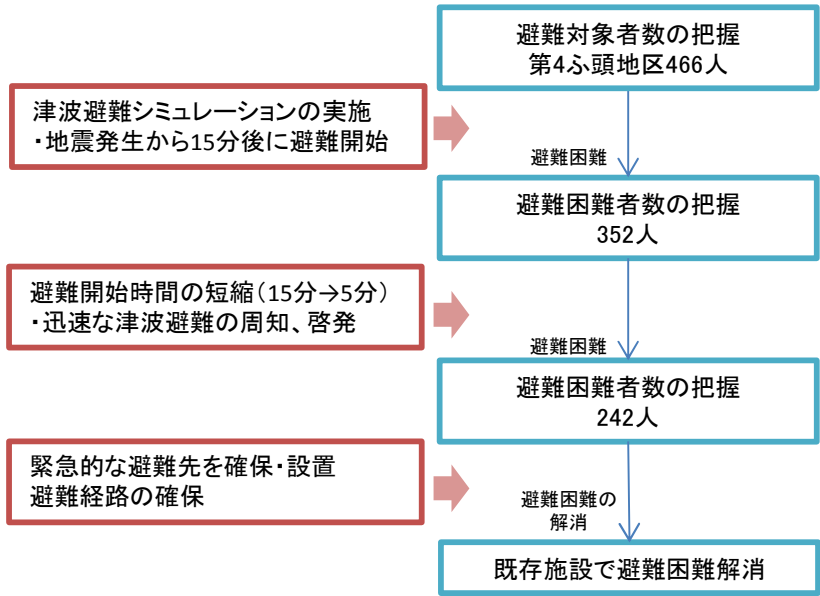 避難対象者数の把握
第4ふ頭地区466人
津波避難シミュレーションの実施
・地震発生から15分後に避難開始
避難困難
避難困難者数の把握
352人
避難開始時間の短縮（15分→5分）
・迅速な津波避難の周知、啓発
避難困難
避難困難者数の把握
242人
緊急的な避難先を確保・設置
避難経路の確保
避難困難の
解消
既存施設で避難困難解消